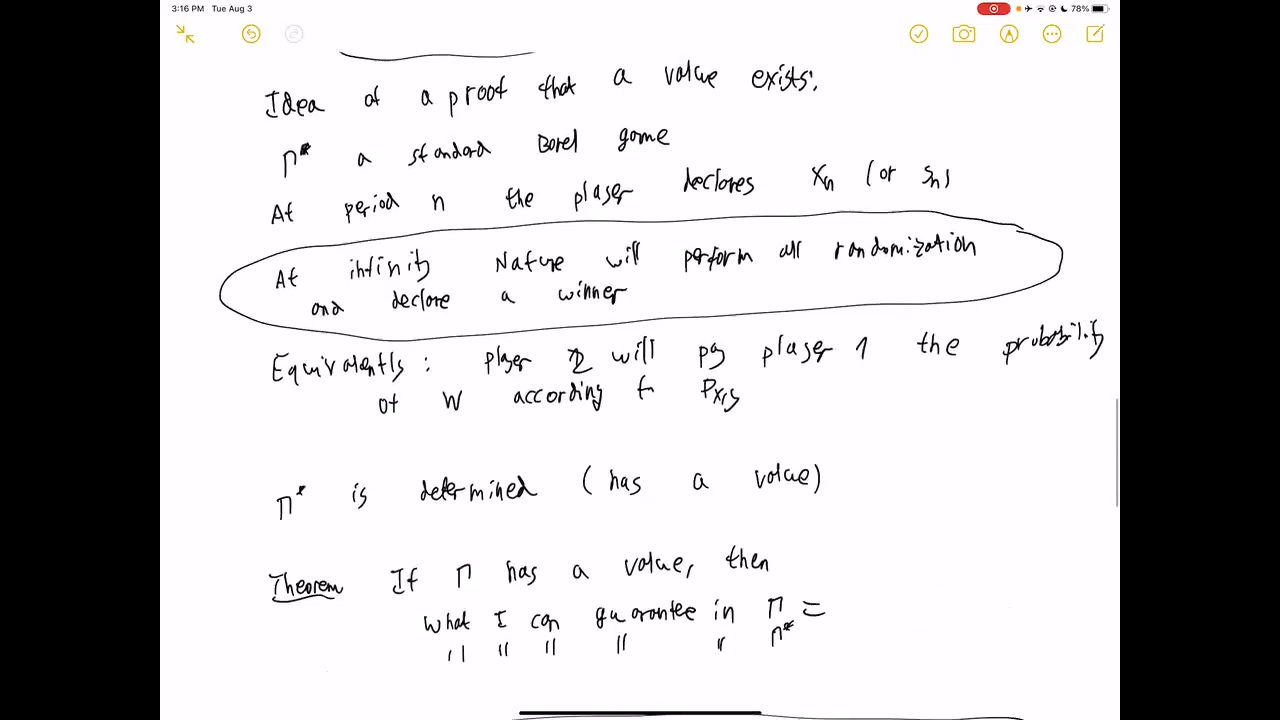 3:16 PM Tue Aug 3
78%
Idea of a proof that a value exists:
Γ* a standard Borel game
At period n the player declares xₙ (or sₙ)
At infinity Nature will perform all randomization
and declare a winner
Equivalently: player 2 will pay player 1 the probability
of W according to P
Γ* is determined (has a value)
Theorem If Γ has a value, then
what I can guarantee in Γ =
" " " " " Γ*